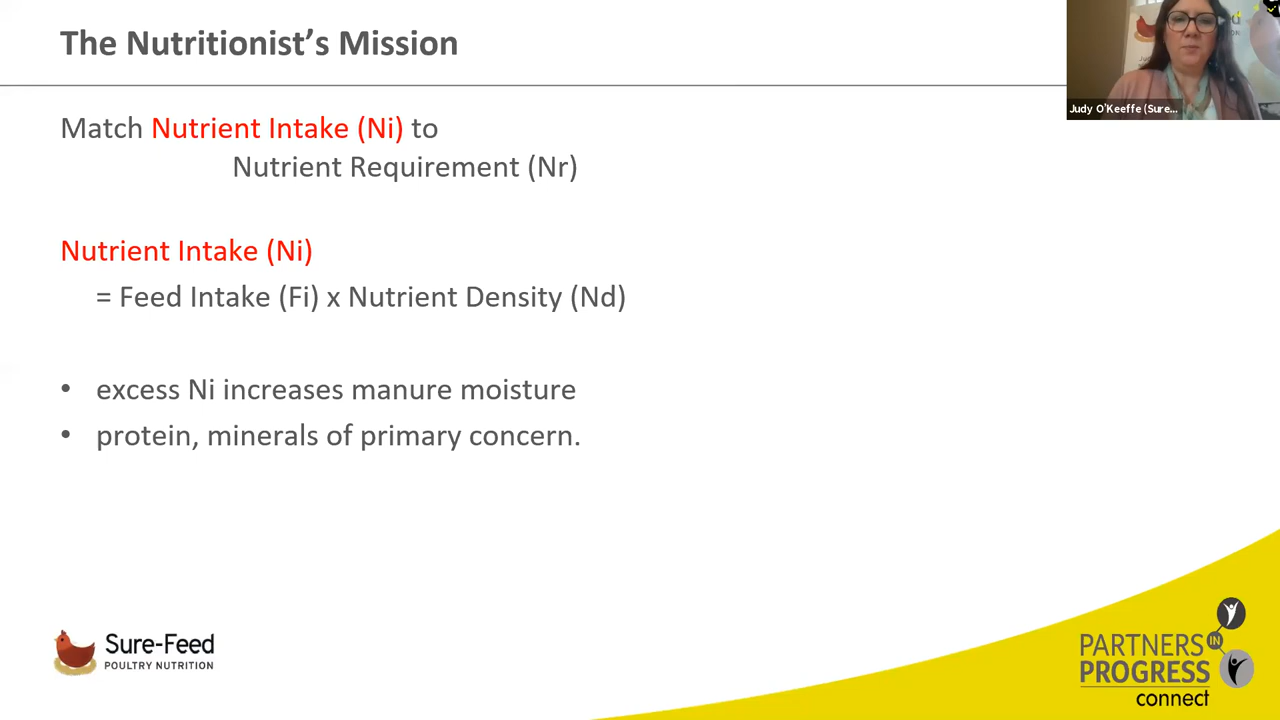 The Nutritionist's Mission
Judy O'Keeffe (Sure...
Match Nutrient Intake (Ni) to
Nutrient Requirement (Nr)
Nutrient Intake (Ni)
= Feed Intake (Fi) x Nutrient Density (Nd)
• excess Ni increases manure moisture
• protein, minerals of primary concern.
Sure-Feed
POULTRY NUTRITION
PARTNERS IN
PROGRESS
connect